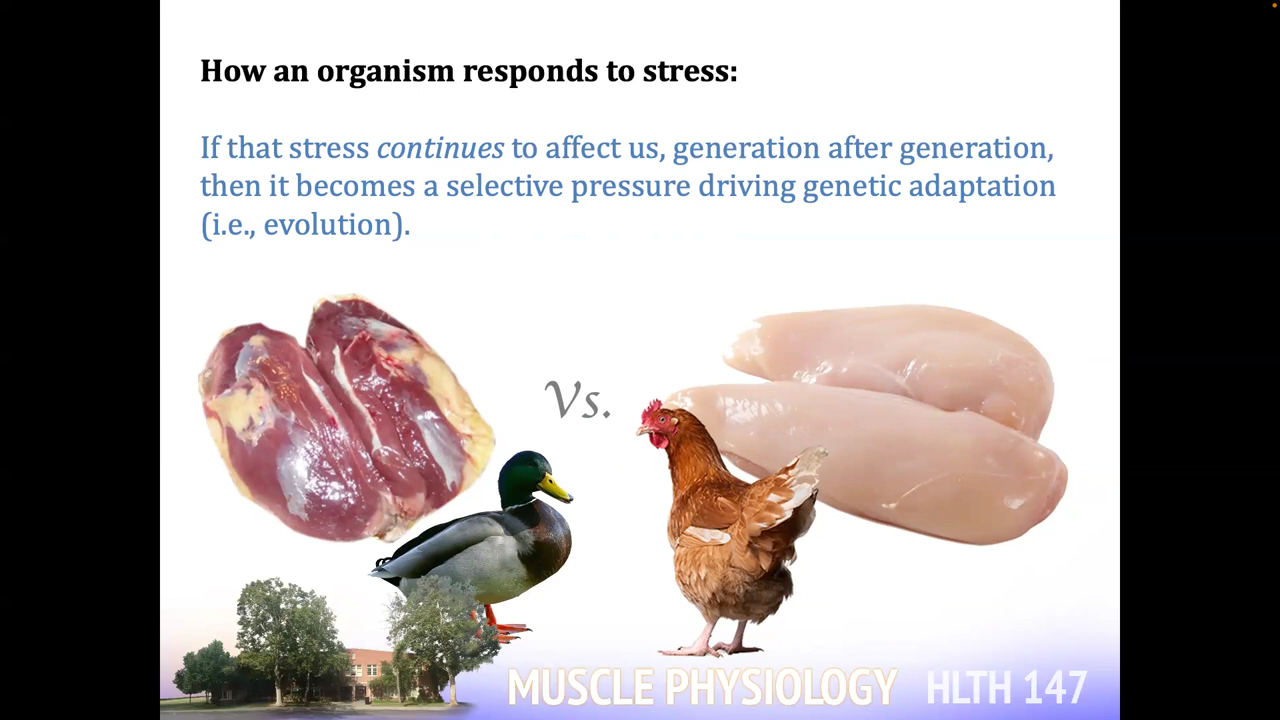 How an organism responds to stress:
If that stress continues to affect us, generation after generation,
then it becomes a selective pressure driving genetic adaptation
(i.e., evolution).
Vs.
MUSCLE PHYSIOLOGY HLTH 147